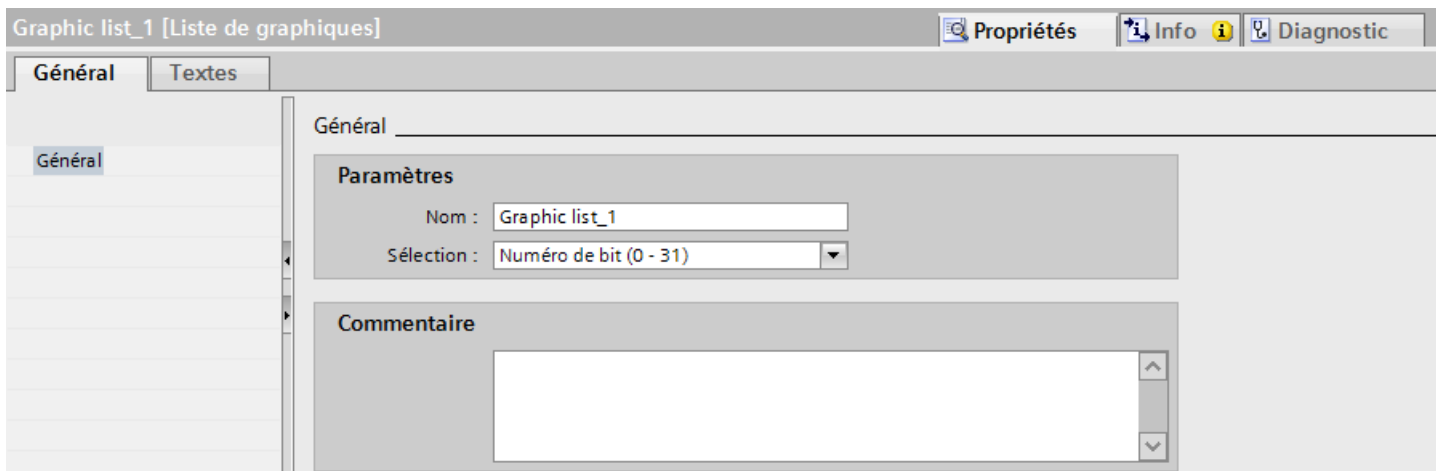 Graphic list_1 [Liste de graphiques]
Propriétés
Info
Diagnostic
Général
Textes
Général
Général
Paramètres
Nom : Graphic list_1
Sélection : Numéro de bit (0 - 31)
Commentaire